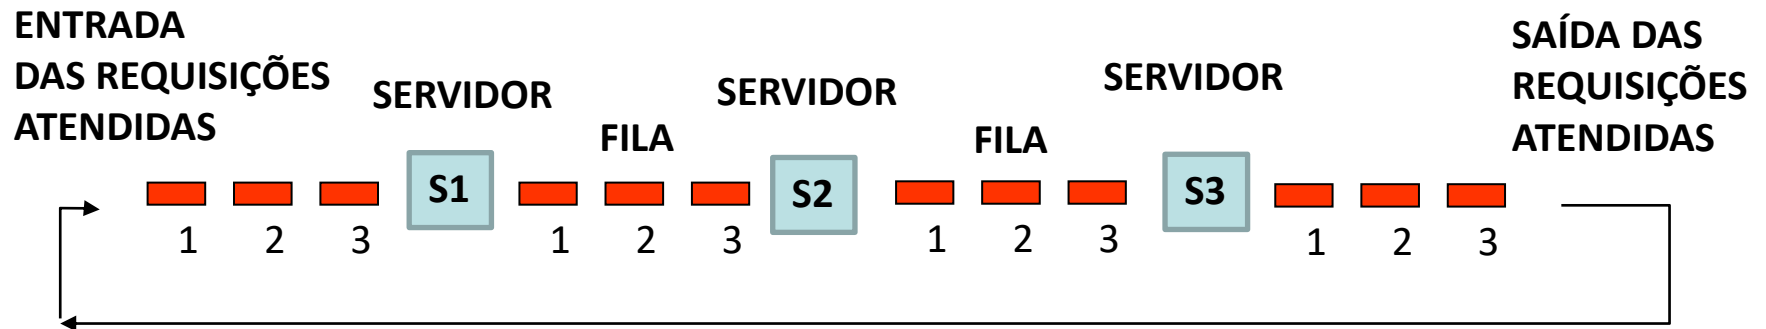 ENTRADA
DAS REQUISIÇÕES
ATENDIDAS
SERVIDOR
FILA
SERVIDOR
FILA
SERVIDOR
SAÍDA DAS
REQUISIÇÕES
ATENDIDAS
S1
S2
S3
1 2 3 1 2 3 1 2 3 1 2 3